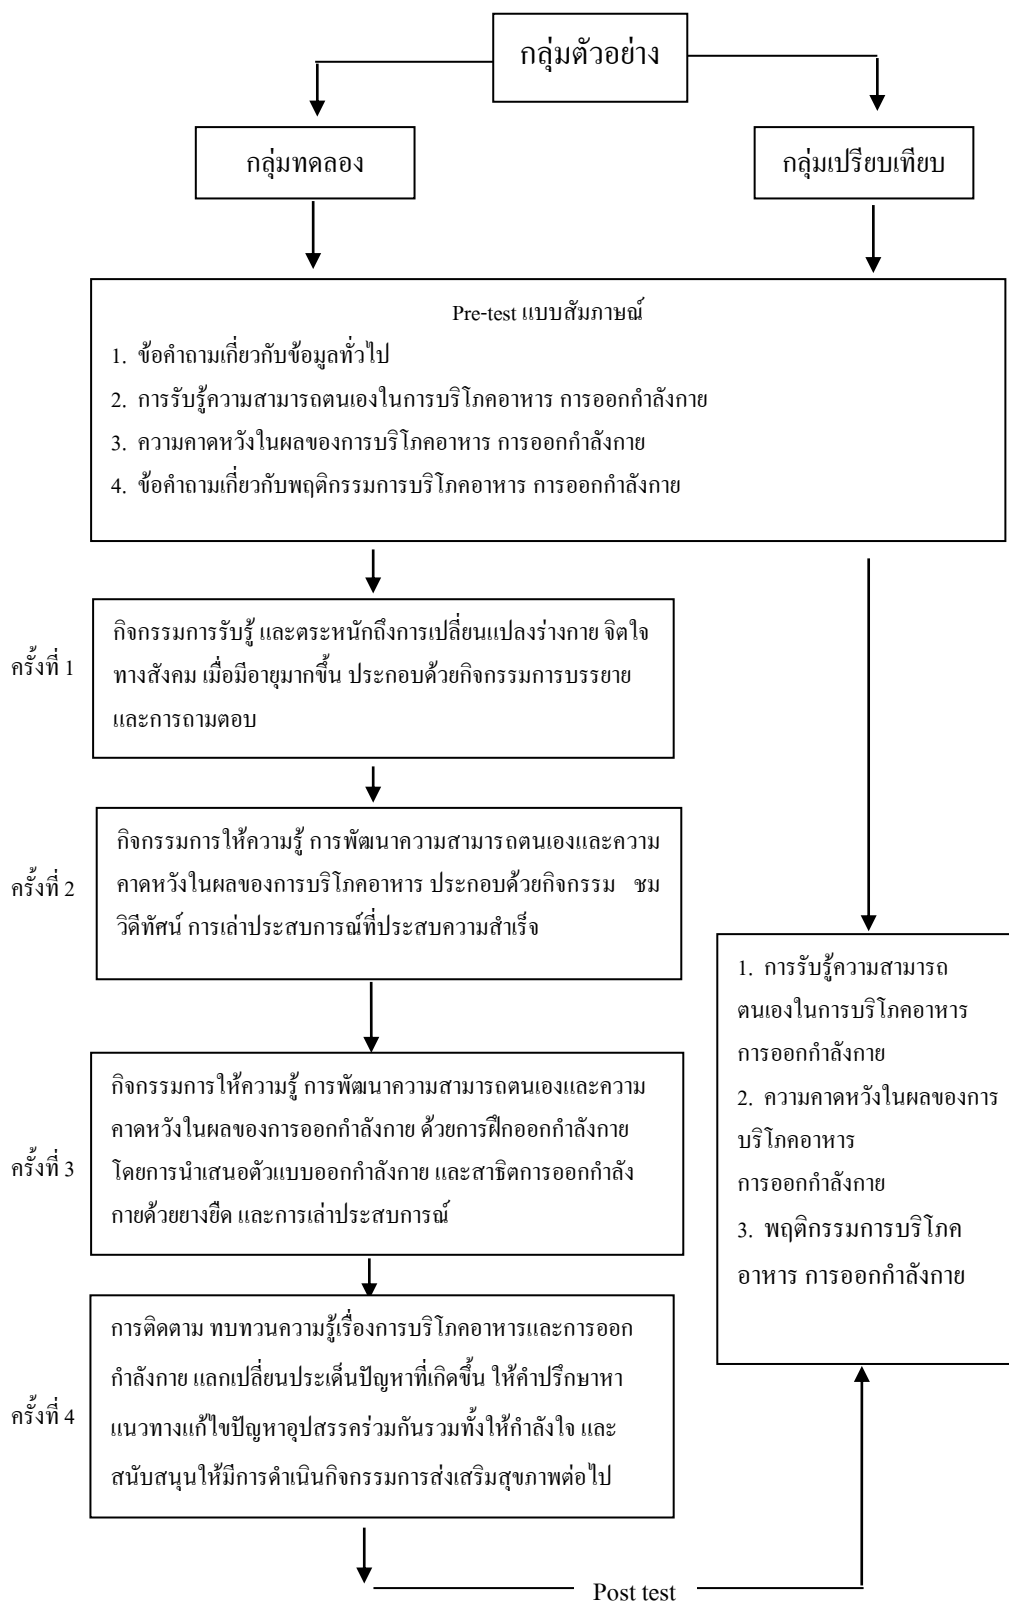 กลุ่มตัวอย่าง
กลุ่มทดลอง
กลุ่มเปรียบเทียบ
Pre-test แบบสัมภาษณ์
1. ข้อคำถามเกี่ยวกับข้อมูลทั่วไป
2. การรับรู้ความสามารถตนเองในการบริโภคอาหาร การออกกำลังกาย
3. ความคาดหวังในผลของการบริโภคอาหาร การออกกำลังกาย
4. ข้อคำถามเกี่ยวกับพฤติกรรมการบริโภคอาหาร การออกกำลังกาย
ครั้งที่ 1
กิจกรรมการรับรู้ และตระหนักถึงการเปลี่ยนแปลงร่างกาย จิตใจ
ทางสังคม เมื่อมีอายุมากขึ้น ประกอบด้วยกิจกรรมการบรรยาย
และการถามตอบ
ครั้งที่ 2
กิจกรรมการให้ความรู้ การพัฒนาความสามารถตนเองและความ
คาดหวังในผลของการบริโภคอาหาร ประกอบด้วยกิจกรรม ชม
วิดีทัศน์ การเล่าประสบการณ์ที่ประสบความสำเร็จ
ครั้งที่ 3
กิจกรรมการให้ความรู้ การพัฒนาความสามารถตนเองและความ
คาดหวังในผลของการออกกำลังกาย ด้วยการฝึกออกกำลังกาย
โดยการนำเสนอตัวแบบออกกำลังกาย และสาธิตการออกกำลัง
กายด้วยยางยืด และการเล่าประสบการณ์
ครั้งที่ 4
การติดตาม ทบทวนความรู้เรื่องการบริโภคอาหารและการออก
กำลังกาย แลกเปลี่ยนประเด็นปัญหาที่เกิดขึ้น ให้คำปรึกษาหา
แนวทางแก้ไขปัญหาอุปสรรคร่วมกันรวมทั้งให้กำลังใจ และ
สนับสนุนให้มีการดำเนินกิจกรรมการส่งเสริมสุขภาพต่อไป
1. การรับรู้ความสามารถ
ตนเองในการบริโภคอาหาร
การออกกำลังกาย
2. ความคาดหวังในผลของการ
บริโภคอาหาร
การออกกำลังกาย
3. พฤติกรรมการบริโภค
อาหาร การออกกำลังกาย
Post test